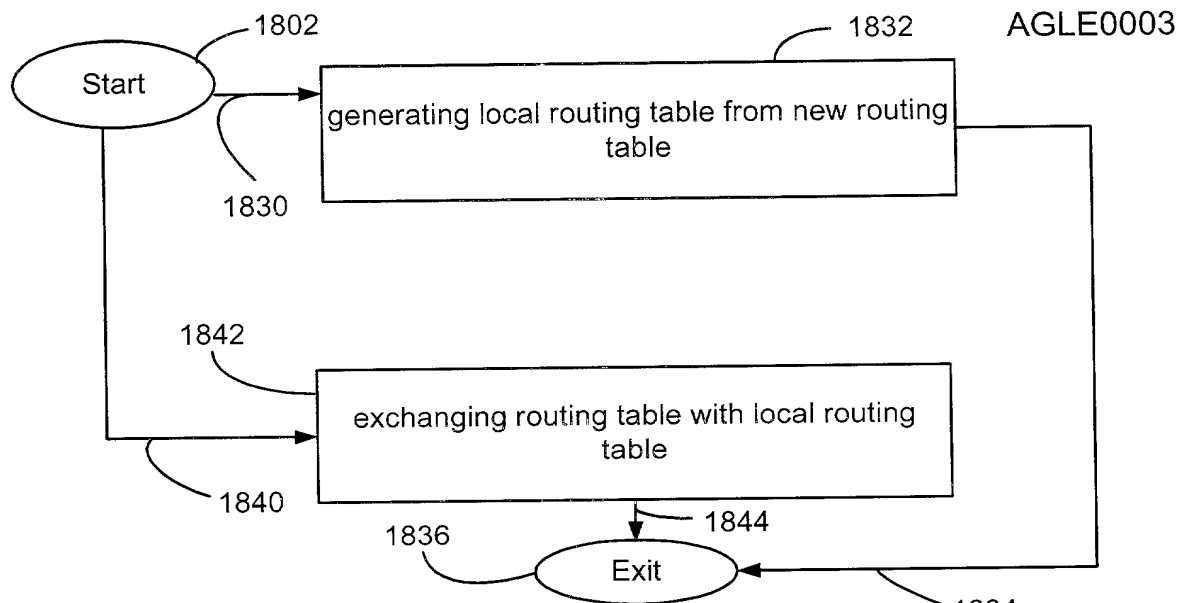 1802
1832
AGLE0003
Start
generating local routing table from new routing
table
1830
1842
exchanging routing table with local routing
table
1840
1844
1836
Exit